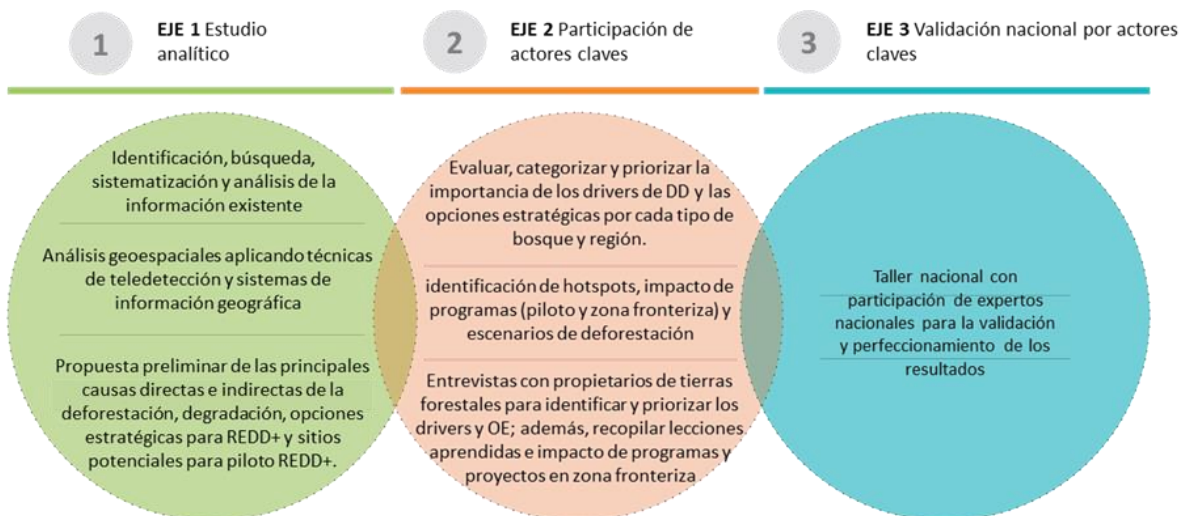 1
EJE 1 Estudio
analítico
2
EJE 2 Participación de
actores claves
3
EJE 3 Validación nacional por actores
claves
Identificación, búsqueda,
sistematización y análisis de la
información existente
Análisis geoespaciales aplicando técnicas
de teledetección y sistemas de
información geográfica
Propuesta preliminar de las principales
causas directas e indirectas de la
deforestación, degradación, opciones
estratégicas para REDD+ y sitios
potenciales para piloto REDD+.
Evaluar, categorizar y priorizar la
importancia de los drivers de DD y las
opciones estratégicas por cada tipo de
bosque y región.
identificación de hotspots, impacto de
programas (piloto y zona fronteriza) y
escenarios de deforestación
Entrevistas con propietarios de tierras
forestales para identificar y priorizar los
drivers y OE; además, recopilar lecciones
aprendidas e impacto de programas y
proyectos en zona fronteriza
Taller nacional con
participación de expertos
nacionales para la validación
y perfeccionamiento de los
resultados